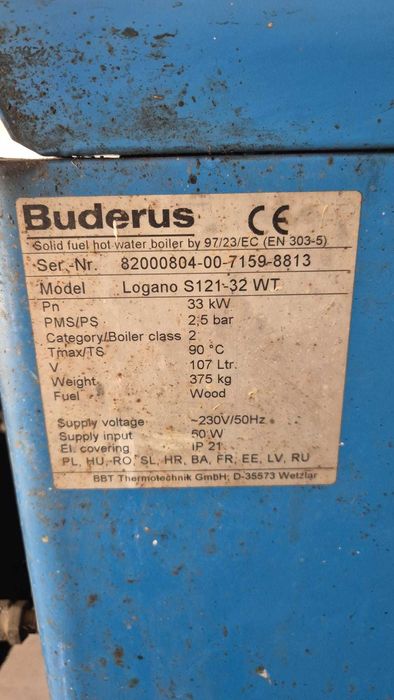 Buderus CE
Solid fuel hot water boiler by 97/23/EC (EN 303-5)
Ser.-Nr. 82000804-00-7159-8813
Model Logano S121-32 WT
Pn 33 kW
PMS/PS 2,5 bar
Category/Boiler class 2
Tmax/TS 90 °C
V 107 Ltr.
Weight 375 kg
Fuel Wood
Supply voltage ~230V/50Hz
Supply input 50 W
El. covering IP 21
PL, HU, RO, SL, HR, BA, FR, EE, LV, RU
BBT Thermotechnik GmbH, D-35573 Wetzlar